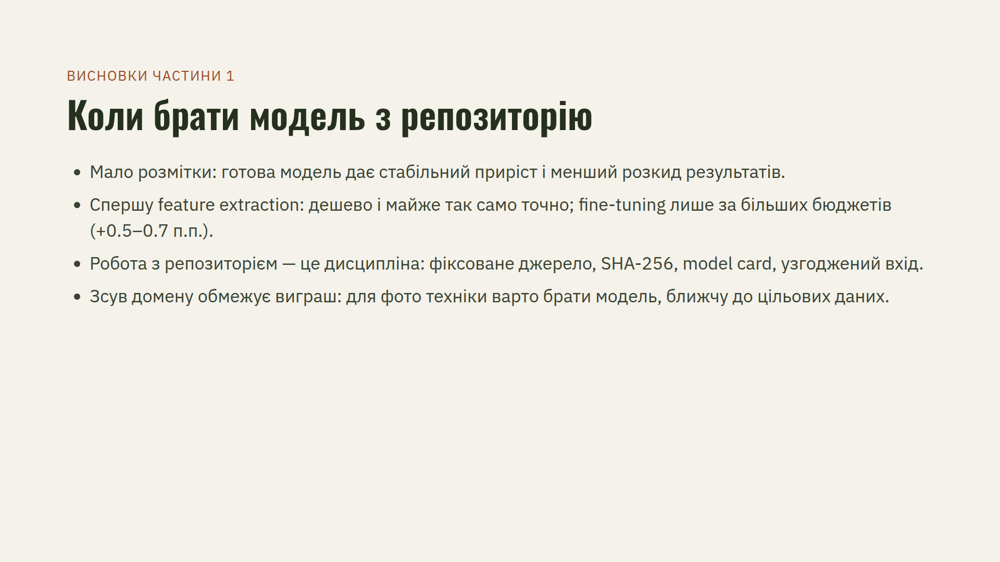 ВИСНОВКИ ЧАСТИНИ 1
Коли брати модель з репозиторію
• Мало розмітки: готова модель дає стабільний приріст і менший розкид результатів.
• Спершу feature extraction: дешево і майже так само точно; fine-tuning лише за більших бюджетів
(+0.5–0.7 п.п.).
• Робота з репозиторієм — це дисципліна: фіксоване джерело, SHA-256, model card, узгоджений вхід.
• Зсув домену обмежує виграш: для фото техніки варто брати модель, ближчу до цільових даних.